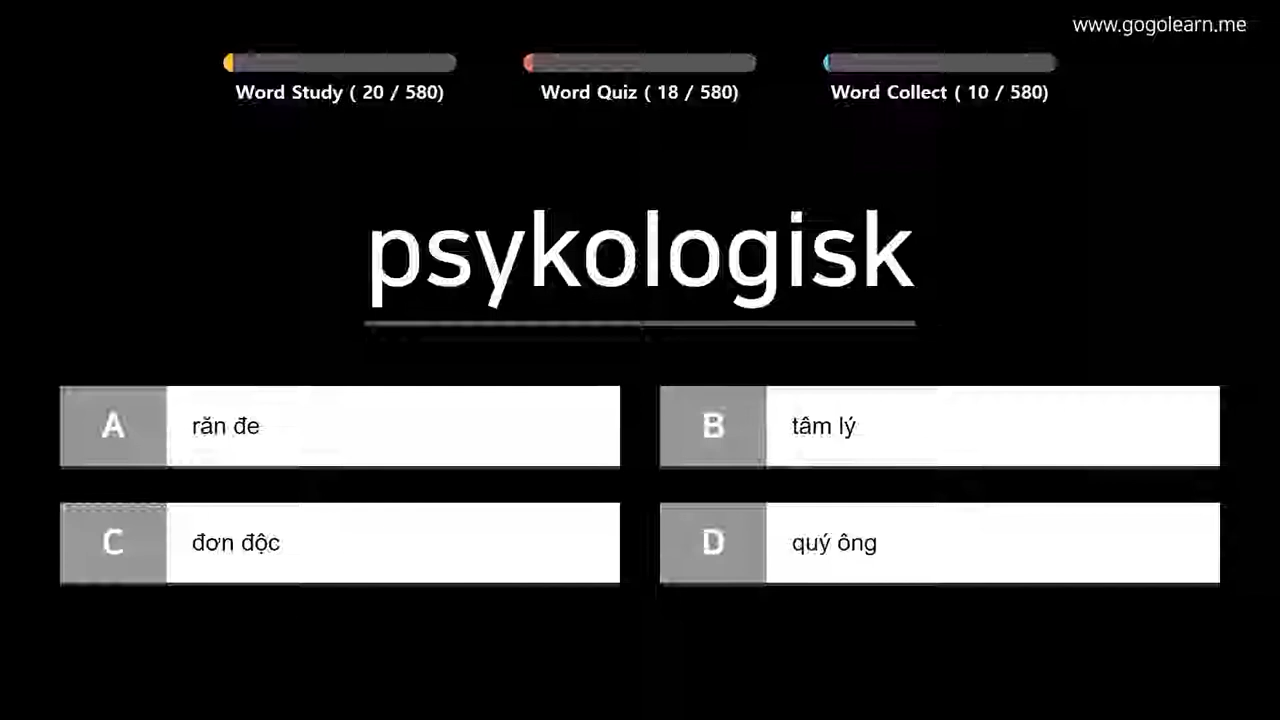 www.gogolearn.me
Word Study ( 20 / 580)
Word Quiz ( 18 / 580)
Word Collect ( 10 / 580)
psykologisk
A răn đe
B tâm lý
C đơn độc
D quý ông